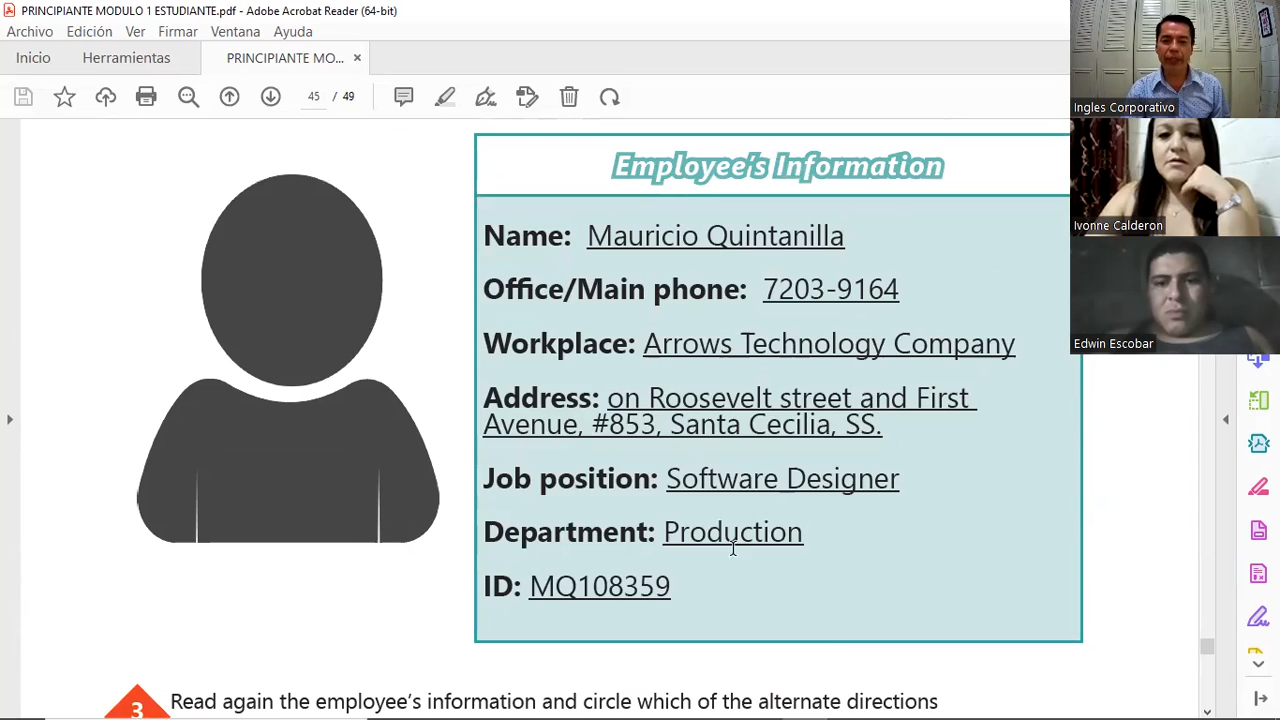 PRINCIPIANTE MODULO 1 ESTUDIANTE.pdf - Adobe Acrobat Reader (64-bit)
Archivo Edición Ver Firmar Ventana Ayuda
Inicio Herramientas PRINCIPIANTE MO... ×
45 / 49
Employee's Information
Name: Mauricio Quintanilla
Office/Main phone: 7203-9164
Workplace: Arrows Technology Company
Address: on Roosevelt street and First
Avenue, #853, Santa Cecilia, SS.
Job position: Software Designer
Department: Production
ID: MQ108359
3 Read again the employee's information and circle which of the alternate directions
Ingles Corporativo
Ivonne Calderon
Edwin Escobar